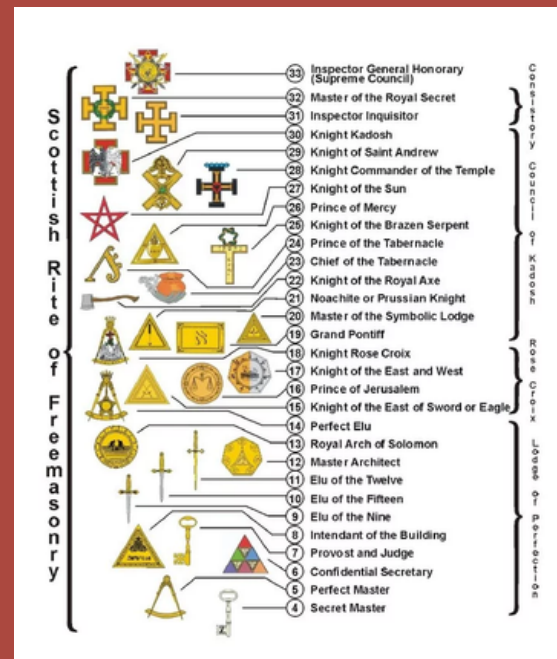 Scottish Rite of Freemasonry
33 Inspector General Honorary
(Supreme Council)
32 Master of the Royal Secret
31 Inspector Inquisitor
30 Knight Kadosh
29 Knight of Saint Andrew
28 Knight Commander of the Temple
27 Knight of the Sun
26 Prince of Mercy
25 Knight of the Brazen Serpent
24 Prince of the Tabernacle
23 Chief of the Tabernacle
22 Knight of the Royal Axe
21 Noachite or Prussian Knight
20 Master of the Symbolic Lodge
19 Grand Pontiff
18 Knight Rose Croix
17 Knight of the East and West
16 Prince of Jerusalem
15 Knight of the East of Sword or Eagle
14 Perfect Elu
13 Royal Arch of Solomon
12 Master Architect
11 Elu of the Twelve
10 Elu of the Fifteen
9 Elu of the Nine
8 Intendant of the Building
7 Provost and Judge
6 Confidential Secretary
5 Perfect Master
4 Secret Master
Consistory
Council of Kadosh
Rose Croix
Lodge of Perfection